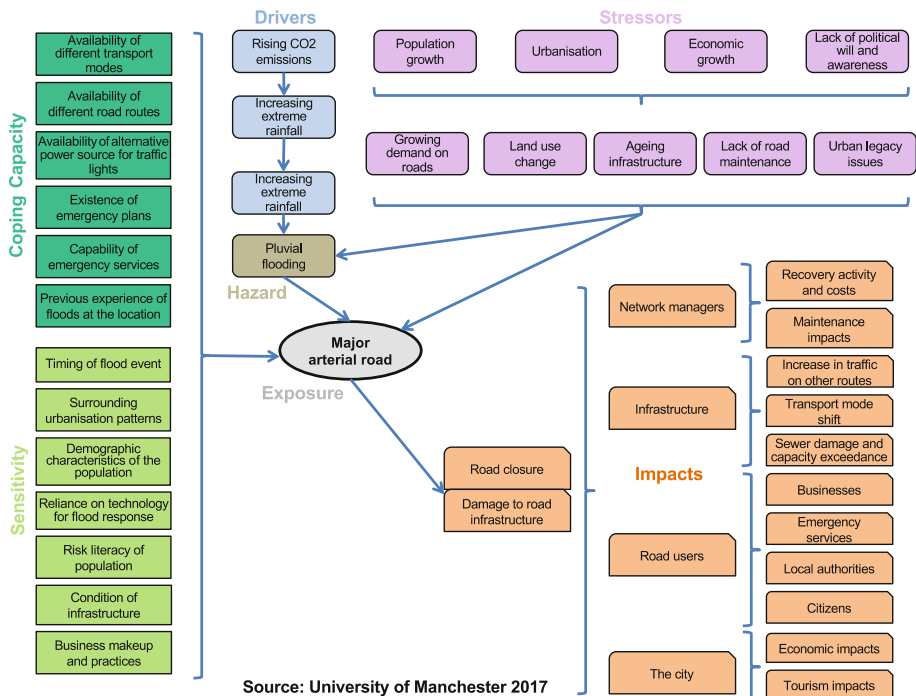 Drivers
Stressors
Coping Capacity
Availability of
different transport
modes
Availability of
different road routes
Availability of alternative
power source for traffic
lights
Existence of
emergency plans
Capability of
emergency services
Previous experience of
floods at the location
Sensitivity
Timing of flood event
Surrounding
urbanisation patterns
Demographic
characteristics of the
population
Reliance on technology
for flood response
Risk literacy of
population
Condition of
infrastructure
Business makeup
and practices
Rising CO2
emissions
Increasing
extreme
rainfall
Increasing
extreme
rainfall
Pluvial
flooding
Hazard
Population
growth
Urbanisation
Economic
growth
Lack of political
will and
awareness
Growing
demand on
roads
Land use
change
Ageing
infrastructure
Lack of road
maintenance
Urban legacy
issues
Major
arterial road
Exposure
Road closure
Damage to road
infrastructure
Impacts
Network managers
Recovery activity
and costs
Maintenance
impacts
Infrastructure
Increase in traffic
on other routes
Transport mode
shift
Sewer damage and
capacity exceedance
Road users
Businesses
Emergency
services
Local authorities
Citizens
The city
Economic impacts
Tourism impacts
Source: University of Manchester 2017